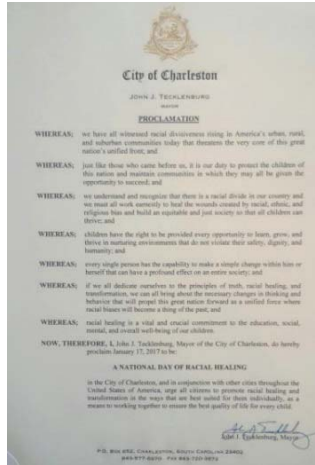 City of Charleston
JOHN J. TECKLENBURG
MAYOR
PROCLAMATION
WHEREAS; we have all witnessed racial divisiveness rising in America's urban, rural,
and suburban communities today that threatens the very core of this great
nation's unified front; and
WHEREAS; just like those who came before us, it is our duty to protect the children of
this nation and maintain communities in which they may all be given the
opportunity to succeed; and
WHEREAS; we understand and recognize that there is a racial divide in our country and
we must all work earnestly to heal the wounds created by racial, ethnic, and
religious bias and build an equitable and just society so that all children can
thrive; and
WHEREAS; children have the right to be provided every opportunity to learn, grow, and
thrive in nurturing environments that do not violate their safety, dignity, and
humanity; and
WHEREAS; every single person has the capability to make a simple change within him or
herself that can have a profound effect on an entire society; and
WHEREAS; if we all dedicate ourselves to the principles of truth, racial healing, and
transformation, we can all bring about the necessary changes in thinking and
behavior that will propel this great nation forward as a unified force where
racial biases will become a thing of the past; and
WHEREAS; racial healing is a vital and crucial commitment to the education, social,
mental, and overall well-being of our children.
NOW, THEREFORE, I, John J. Tecklenburg, Mayor of the City of Charleston, do hereby
proclaim January 17, 2017 to be:
A NATIONAL DAY OF RACIAL HEALING
in the City of Charleston, and in conjunction with other cities throughout the
United States of America, urge all citizens to promote racial healing and
transformation in the ways that are best suited for them individually, as a
means to working together to ensure the best quality of life for every child.
John J. Tecklenburg, Mayor
P.O. BOX 652, CHARLESTON, SOUTH CAROLINA 29402